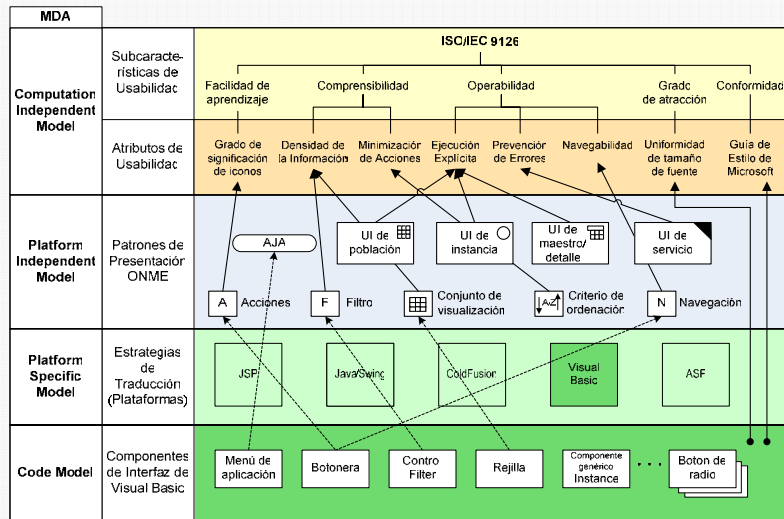 MDA
ISO/IEC 9126
Computation
Independent
Model
Subcaracte-
rísticas de
Usabilidad
Facilidad de
aprendizaje
Comprensibilidad
Operabilidad
Grado
de atracción
Conformidad
Atributos de
Usabilidad
Grado de
significación
de iconos
Densidad de
la Información
Minimización
de Acciones
Ejecución
Explícita
Prevención
de Errores
Navegabilidad
Uniformidad
de tamaño
de fuente
Guía de
Estilo de
Microsoft
Platform
Independent
Model
Patrones de
Presentación
ONME
AJA
UI de
población
UI de
instancia
UI de
maestro/
detalle
UI de
servicio
A
Acciones
F
Filtro
Conjunto de
visualización
A-Z
Criterio de
ordenación
N
Navegación
Platform
Specific
Model
Estrategias
de
Traducción
(Plataformas)
JSP
Java/Swing
ColdFusion
Visual
Basic
ASF
Code Model
Componentes
de Interfaz de
Visual Basic
Menú de
aplicación
Botonera
Contro
Filter
Rejilla
Componente
genérico
Instance
. . .
Boton de
radio